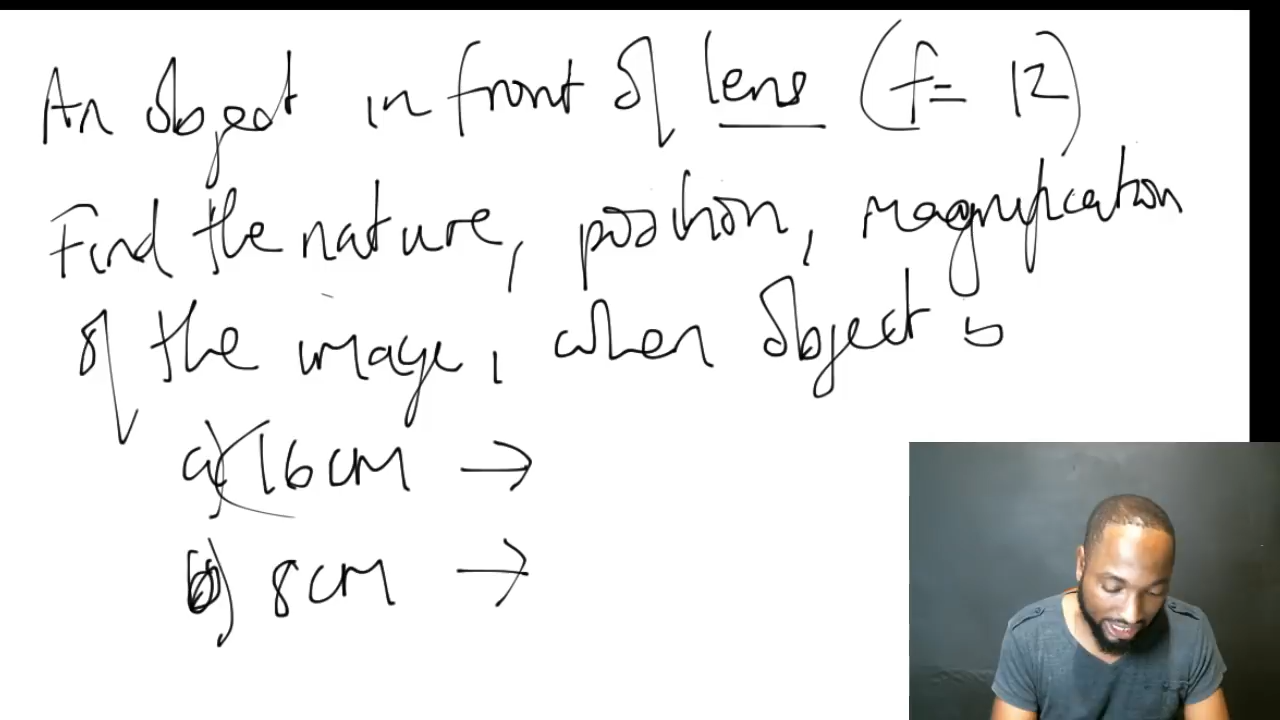 An object in front of lens (f= 12)
Find the nature, position, magnification
of the image, when object is
a) 16cm →
b) 8cm →